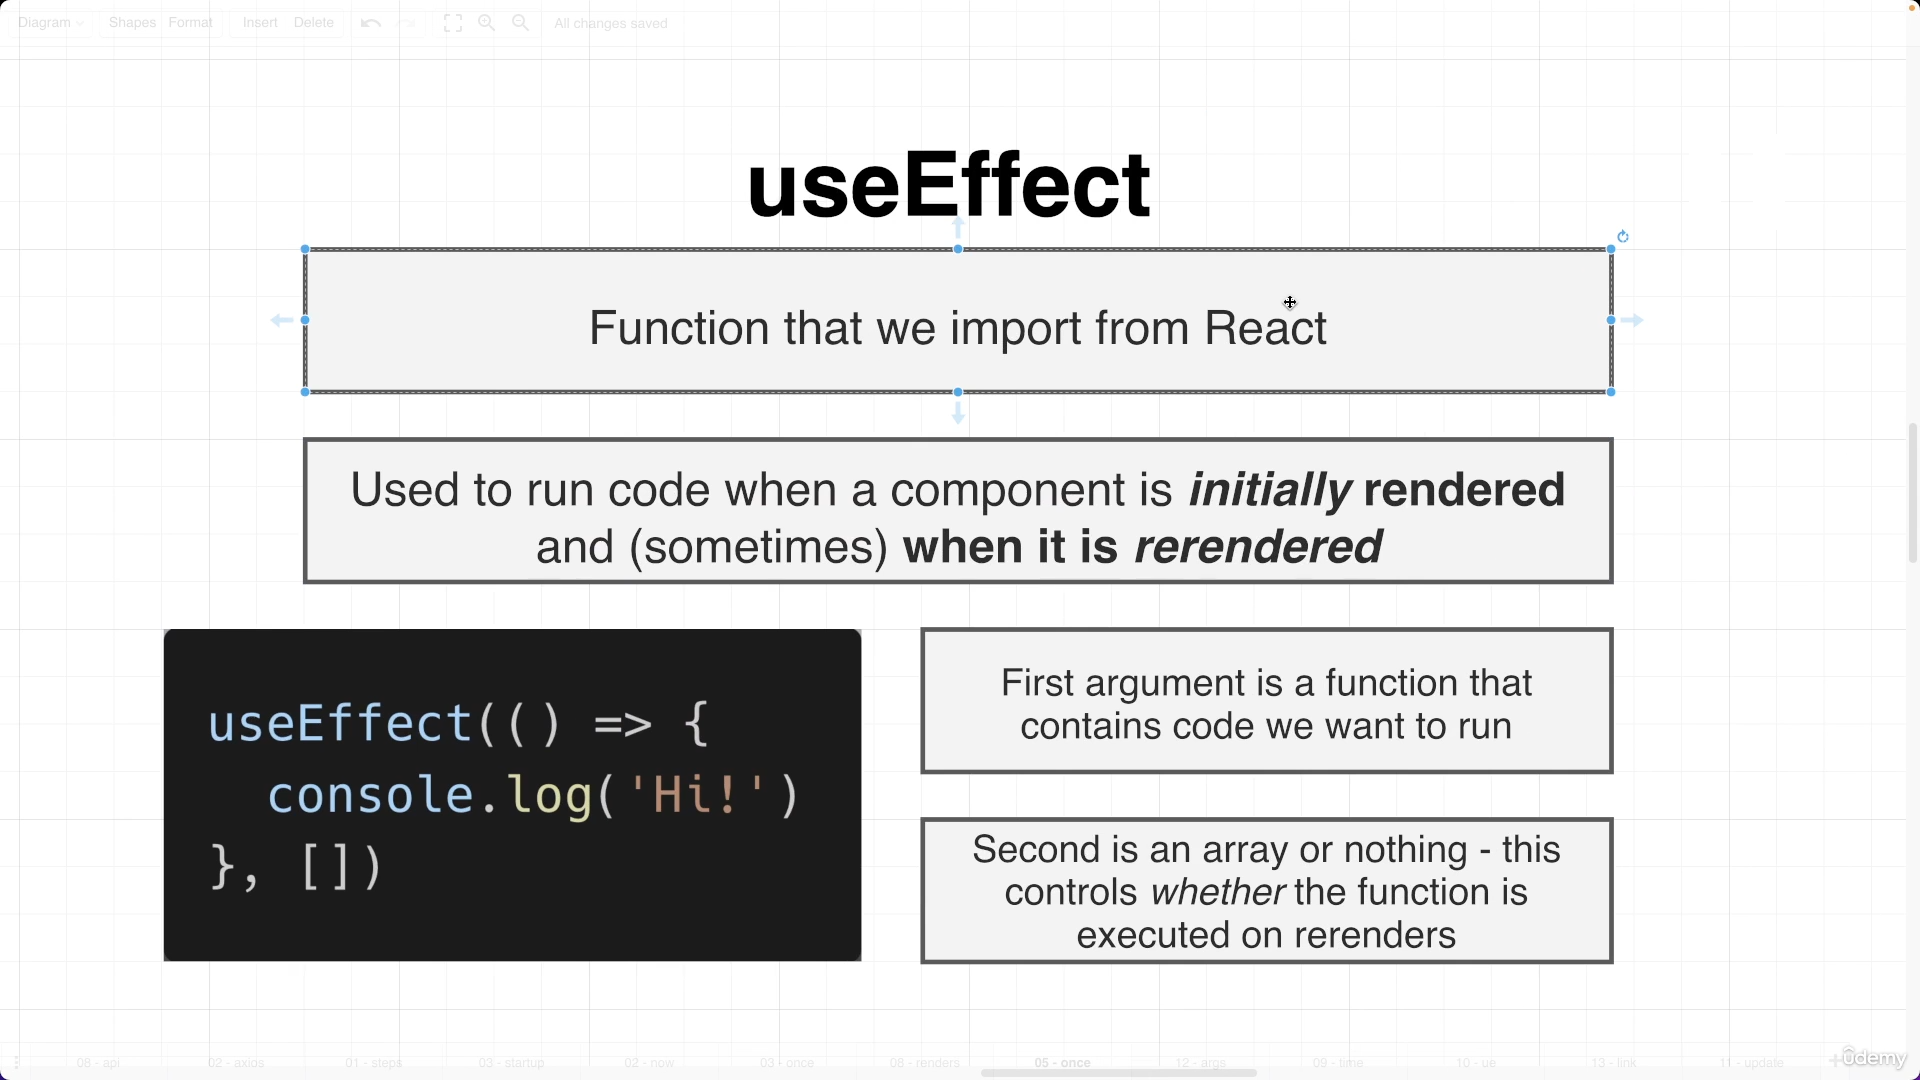 Diagram Shapes Format Insert Delete All changes saved
useEffect
Function that we import from React
Used to run code when a component is initially rendered
and (sometimes) when it is rerendered
useEffect(() => {
console.log('Hi!')
}, [])
First argument is a function that
contains code we want to run
Second is an array or nothing - this
controls whether the function is
executed on rerenders
08 - api 02 - axios 01 - steps 03 - startup 02 - now 03 - once 08 - renders 05 - once 12 - args 09 - time 10 - ue 13 - link 11 - update
ûdemy